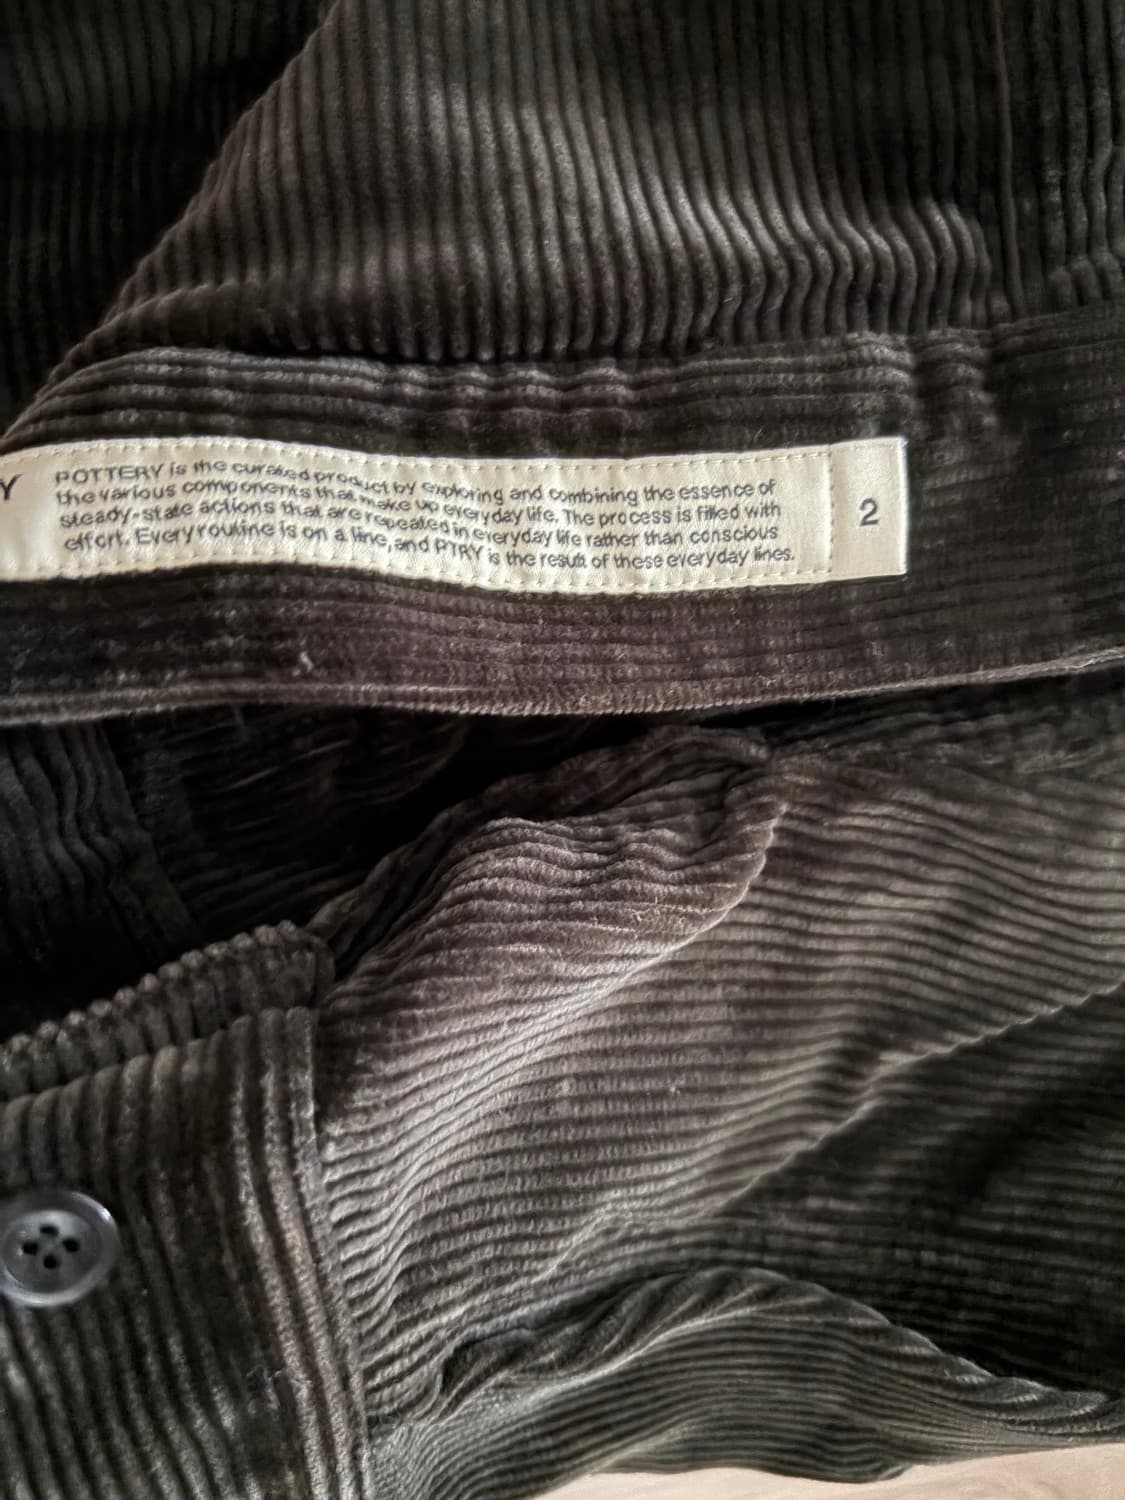 Y
POTTERY is the curated product by exploring and combining the essence of
the various components that make up everyday life. The process is filled with
steady-state actions that are repeated in everyday life rather than conscious
effort. Every routine is on a line, and PTRY is the result of these everyday lines.
2